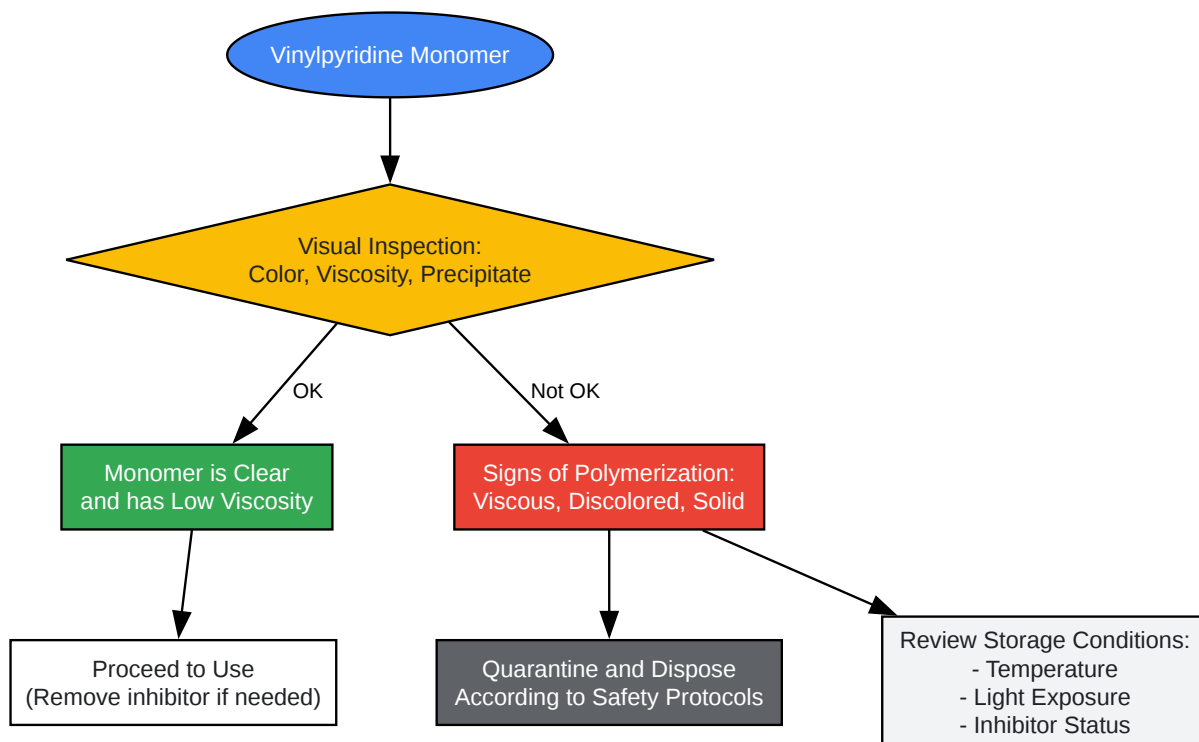 Vinylpyridine Monomer
Visual Inspection:
Color, Viscosity, Precipitate
OK
Not OK
Monomer is Clear
and has Low Viscosity
Signs of Polymerization:
Viscous, Discolored, Solid
Proceed to Use
(Remove inhibitor if needed)
Quarantine and Dispose
According to Safety Protocols
Review Storage Conditions:
- Temperature
- Light Exposure
- Inhibitor Status